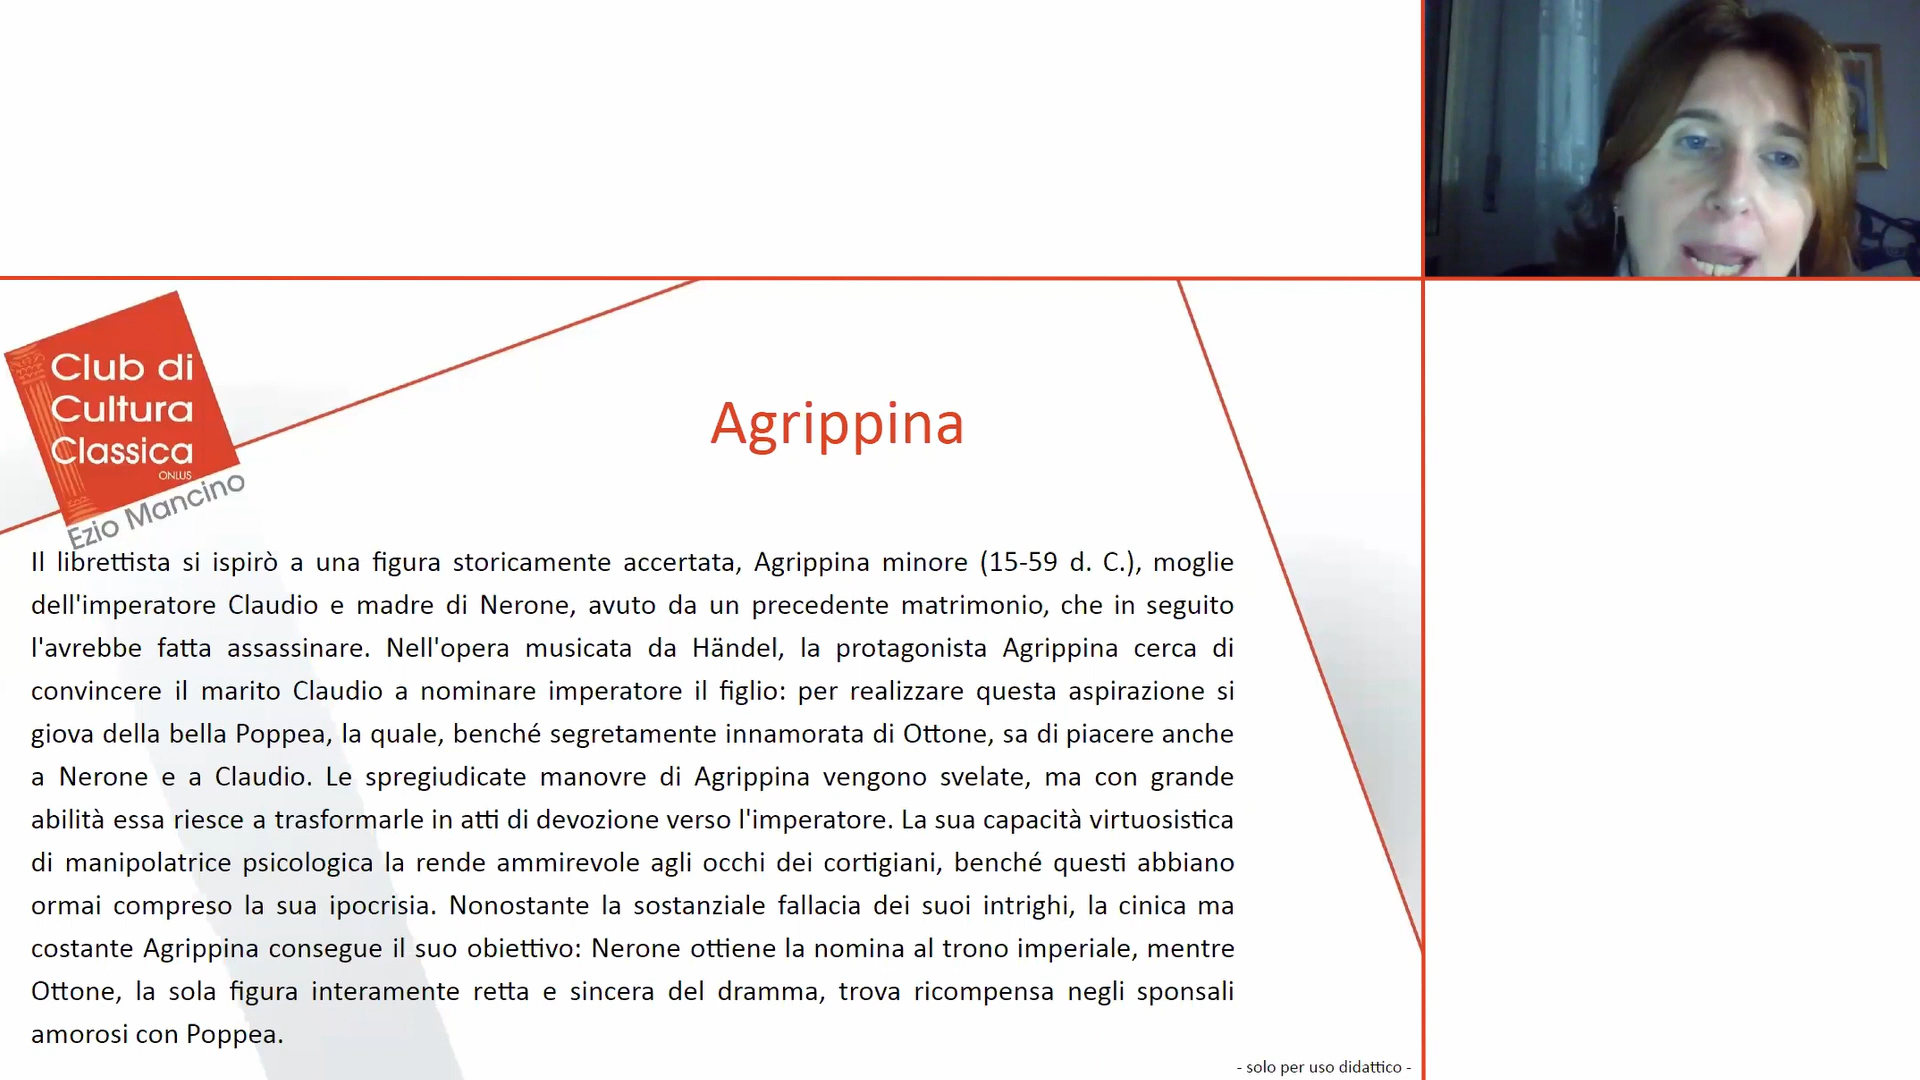 Club di
Cultura
Classica
ONLUS
Ezio Mancino
Agrippina
Il librettista si ispirò a una figura storicamente accertata, Agrippina minore (15-59 d. C.), moglie
dell'imperatore Claudio e madre di Nerone, avuto da un precedente matrimonio, che in seguito
l'avrebbe fatta assassinare. Nell'opera musicata da Händel, la protagonista Agrippina cerca di
convincere il marito Claudio a nominare imperatore il figlio: per realizzare questa aspirazione si
giova della bella Poppea, la quale, benché segretamente innamorata di Ottone, sa di piacere anche
a Nerone e a Claudio. Le spregiudicate manovre di Agrippina vengono svelate, ma con grande
abilità essa riesce a trasformarle in atti di devozione verso l'imperatore. La sua capacità virtuosistica
di manipolatrice psicologica la rende ammirevole agli occhi dei cortigiani, benché questi abbiano
ormai compreso la sua ipocrisia. Nonostante la sostanziale fallacia dei suoi intrighi, la cinica ma
costante Agrippina consegue il suo obiettivo: Nerone ottiene la nomina al trono imperiale, mentre
Ottone, la sola figura interamente retta e sincera del dramma, trova ricompensa negli sponsali
amorosi con Poppea.
- solo per uso didattico -